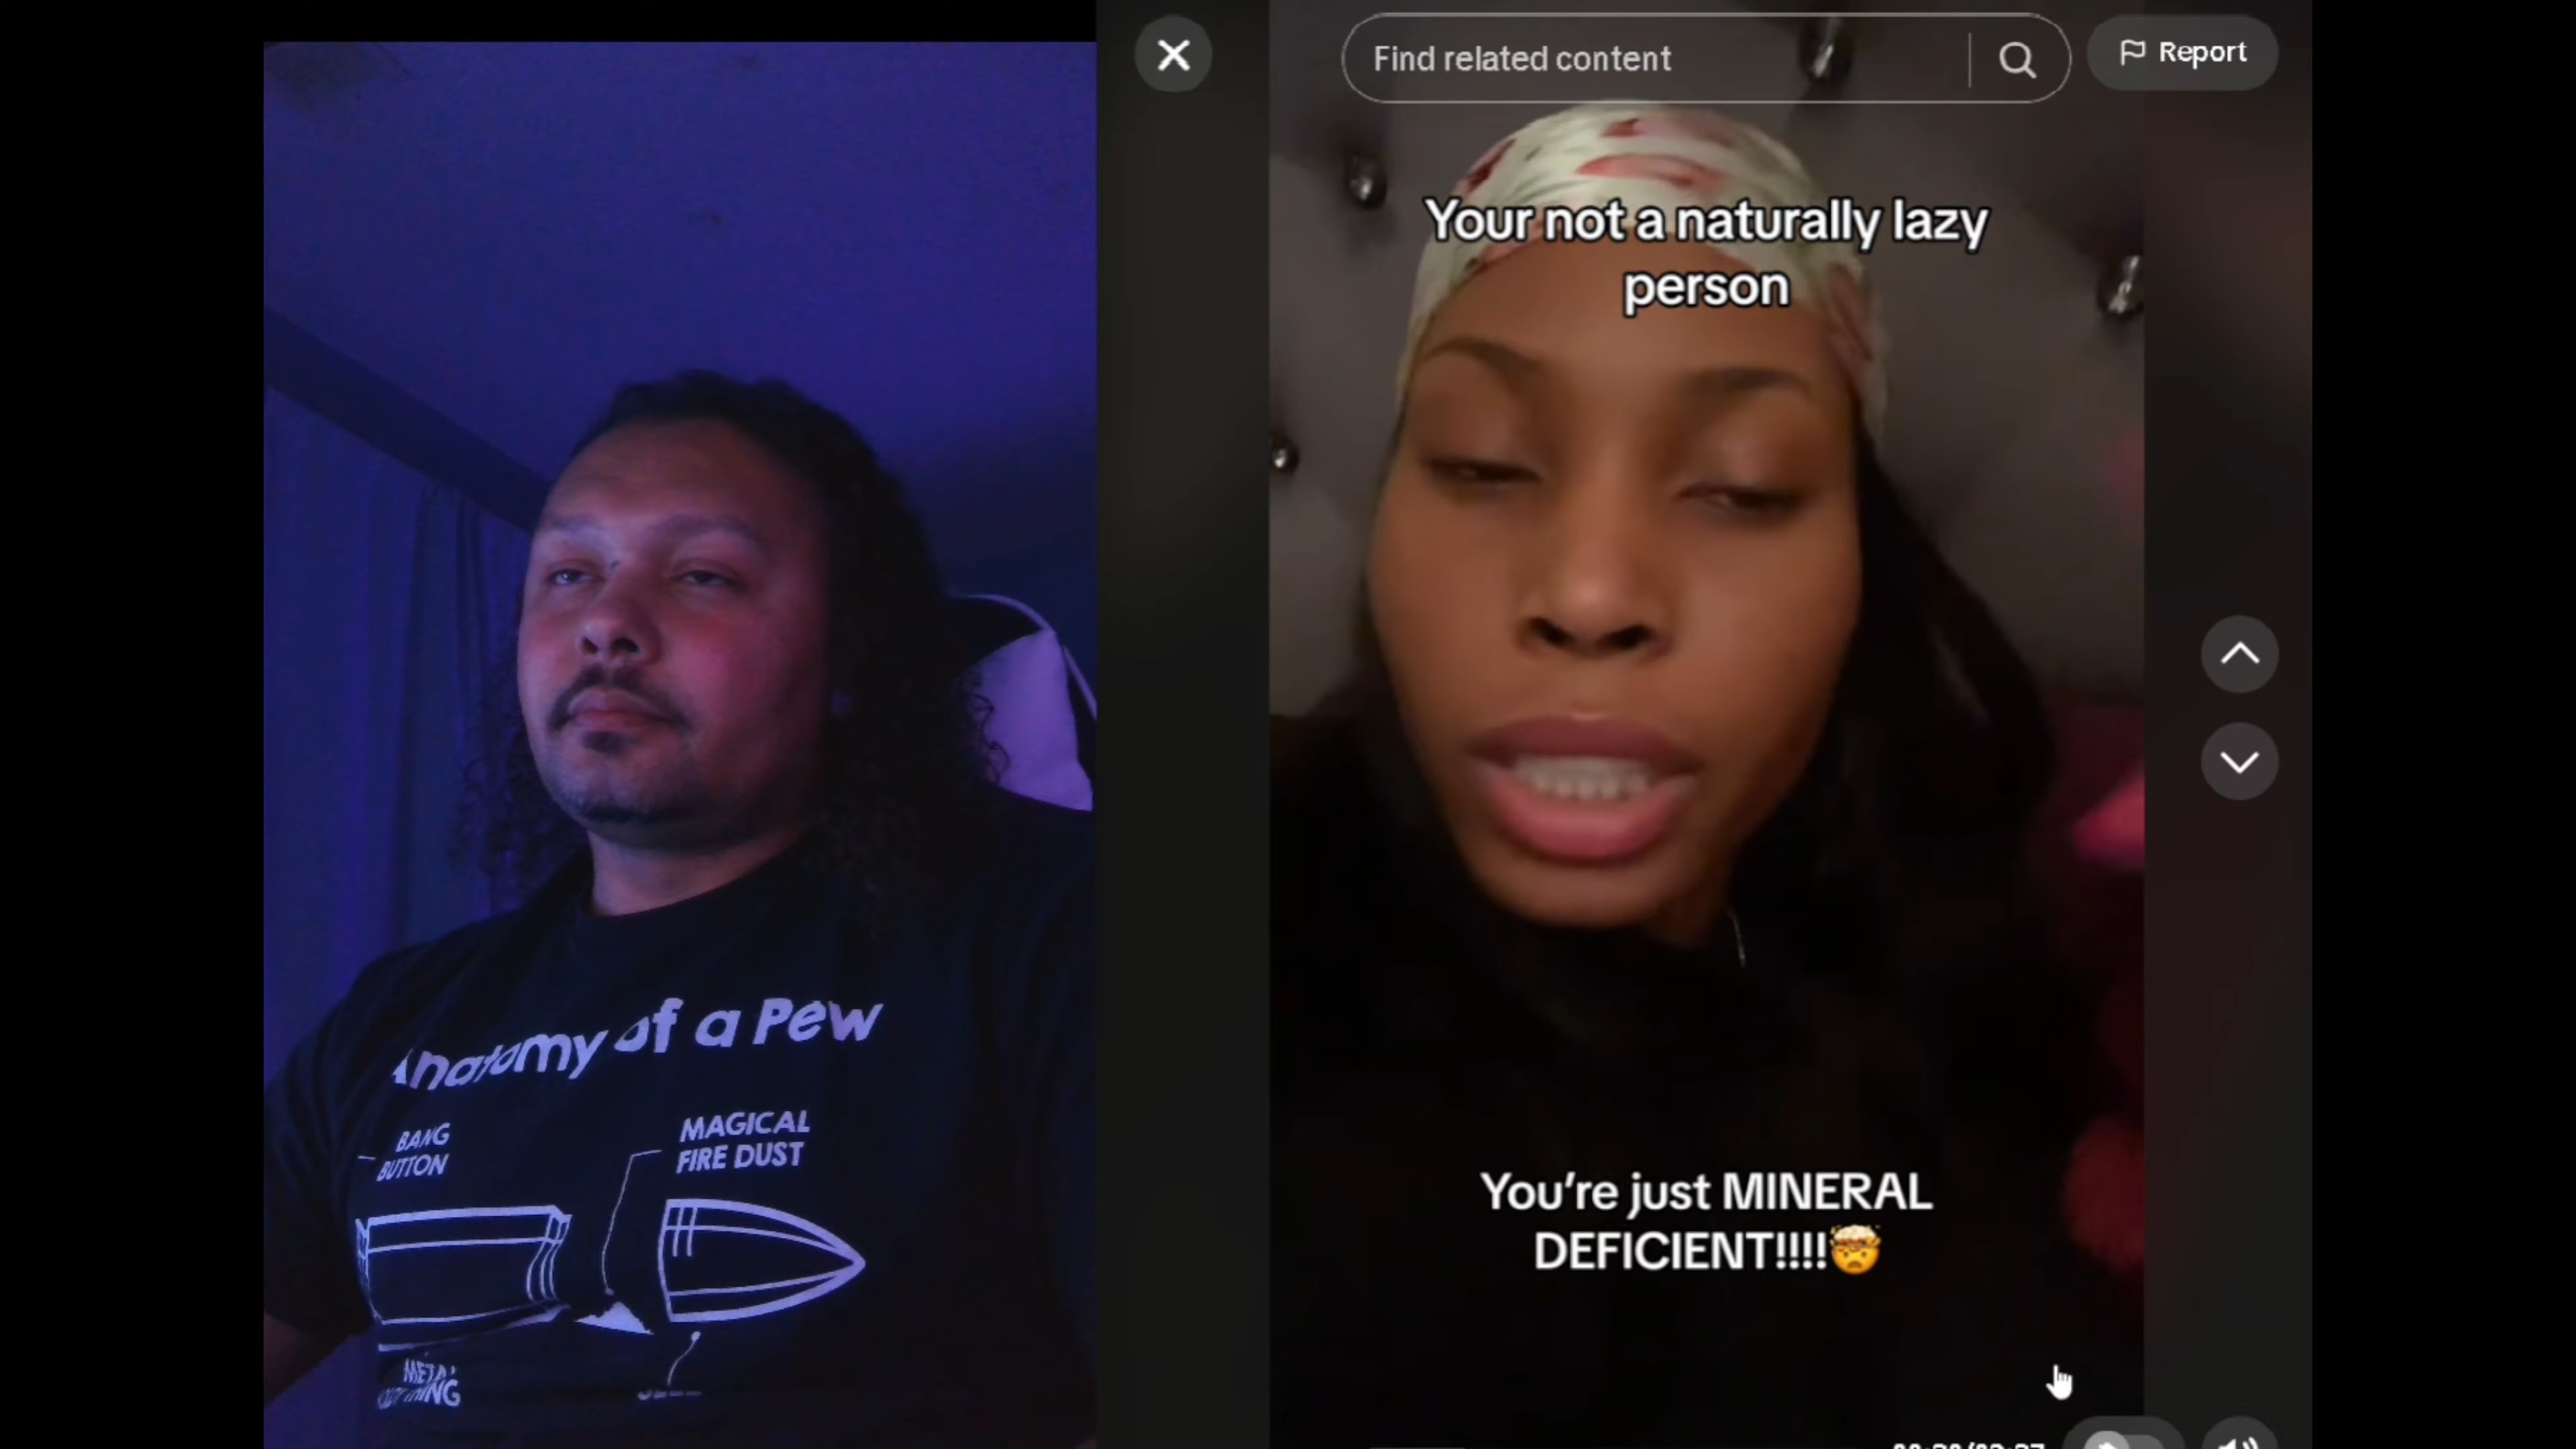 Find related content
Report
Your not a naturally lazy
person
Anatomy of a Pew
BANG
BUTTON
MAGICAL
FIRE DUST
You're just MINERAL
DEFICIENT!!!!🤯
METAL